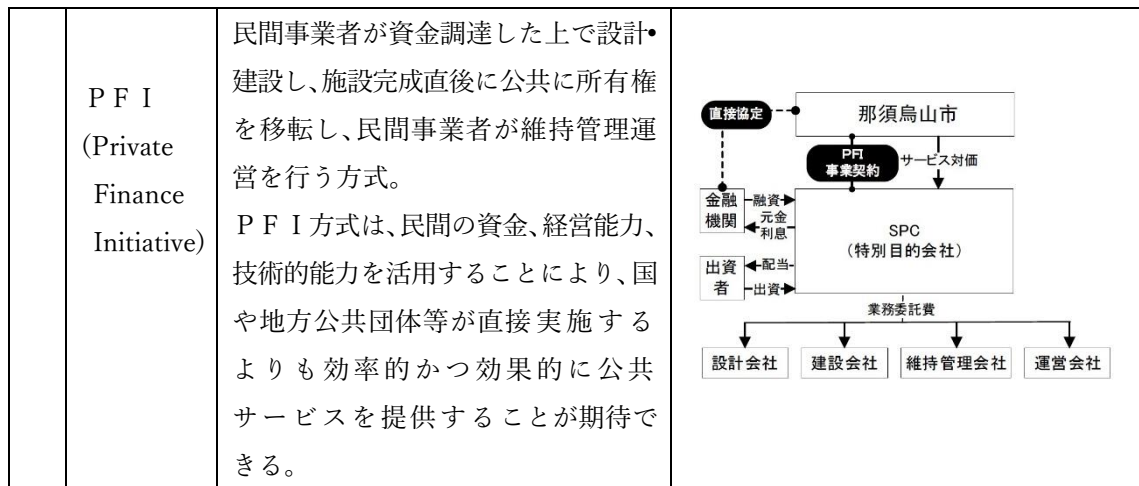 ＰＦＩ
(Private
Finance
Initiative)
民間事業者が資金調達した上で設計•
建設し、施設完成直後に公共に所有権
を移転し、民間事業者が維持管理運
営を行う方式。
ＰＦＩ方式は、民間の資金、経営能力、
技術的能力を活用することにより、国
や地方公共団体等が直接実施する
よりも効率的かつ効果的に公共
サービスを提供することが期待で
きる。
直接協定
那須烏山市
PFI
事業契約
サービス対価
金融
機関
融資
元金
利息
SPC
（特別目的会社）
出資
者
配当
出資
業務委託費
設計会社
建設会社
維持管理会社
運営会社